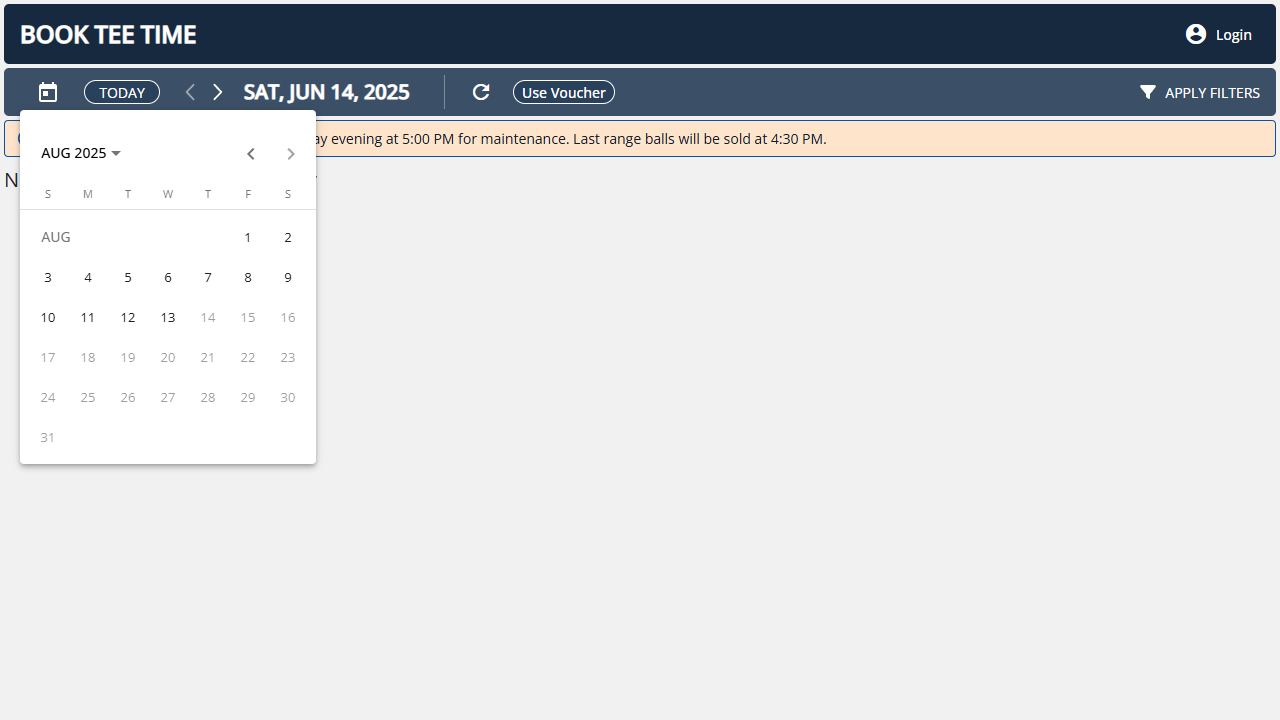 BOOK TEE TIME
Login
TODAY
SAT, JUN 14, 2025
Use Voucher
APPLY FILTERS
evening at 5:00 PM for maintenance. Last range balls will be sold at 4:30 PM.
AUG 2025
S M T W T F S
AUG 1 2
3 4 5 6 7 8 9
10 11 12 13 14 15 16
17 18 19 20 21 22 23
24 25 26 27 28 29 30
31